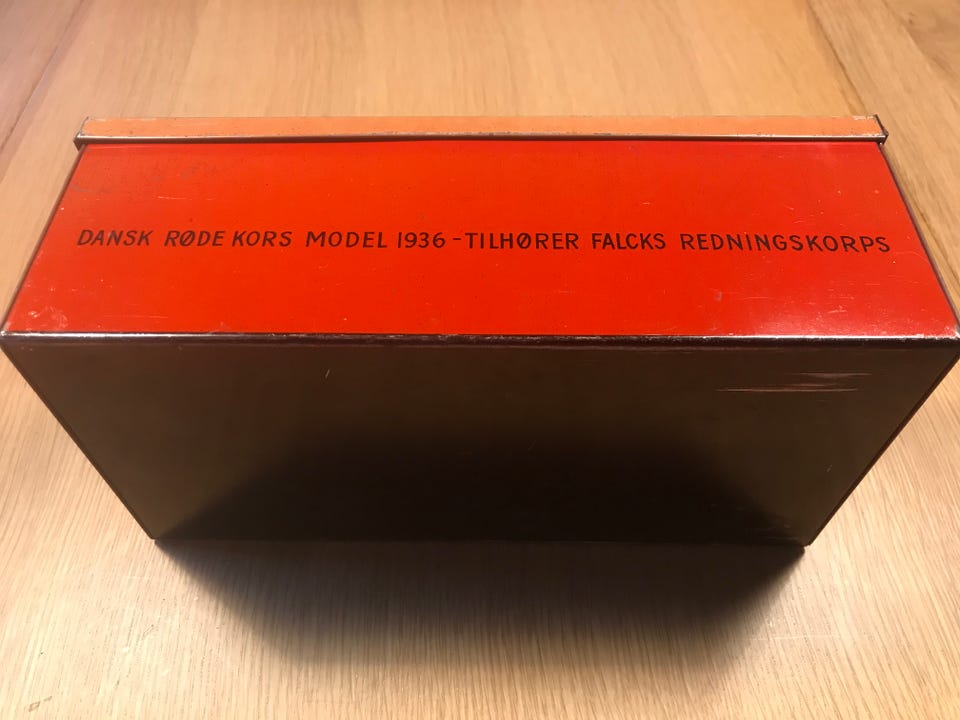 DANSK RØDE KORS MODEL 1936 - TILHØRER FALCKS REDNINGSKORPS